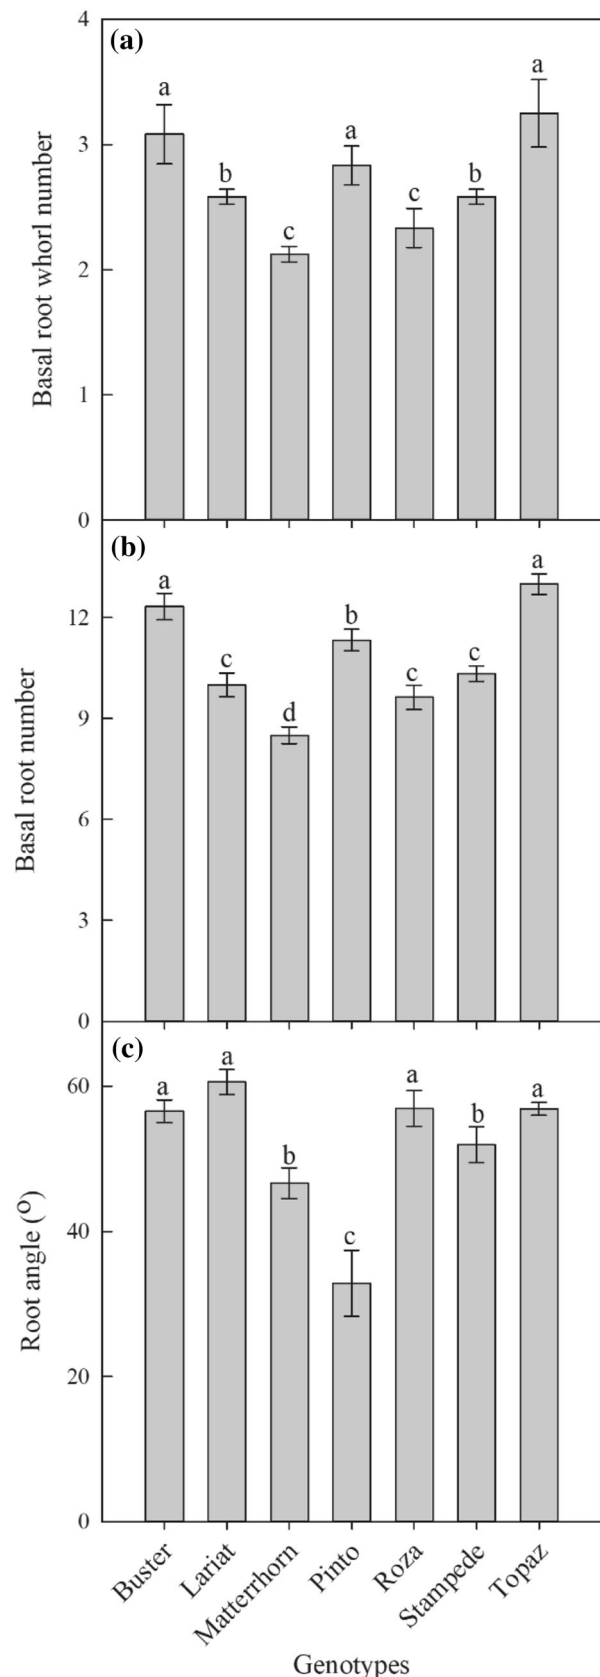 (a)
Basal root whorl number
4
3
2
1
0
a
b
c
a
c
b
a
(b)
Basal root number
12
9
6
3
0
a
c
d
b
c
c
a
(c)
Root angle (o)
60
40
20
0
a
a
b
c
a
b
a
Buster
Lariat
Matterrhorn
Pinto
Roza
Stampede
Topaz
Genotypes